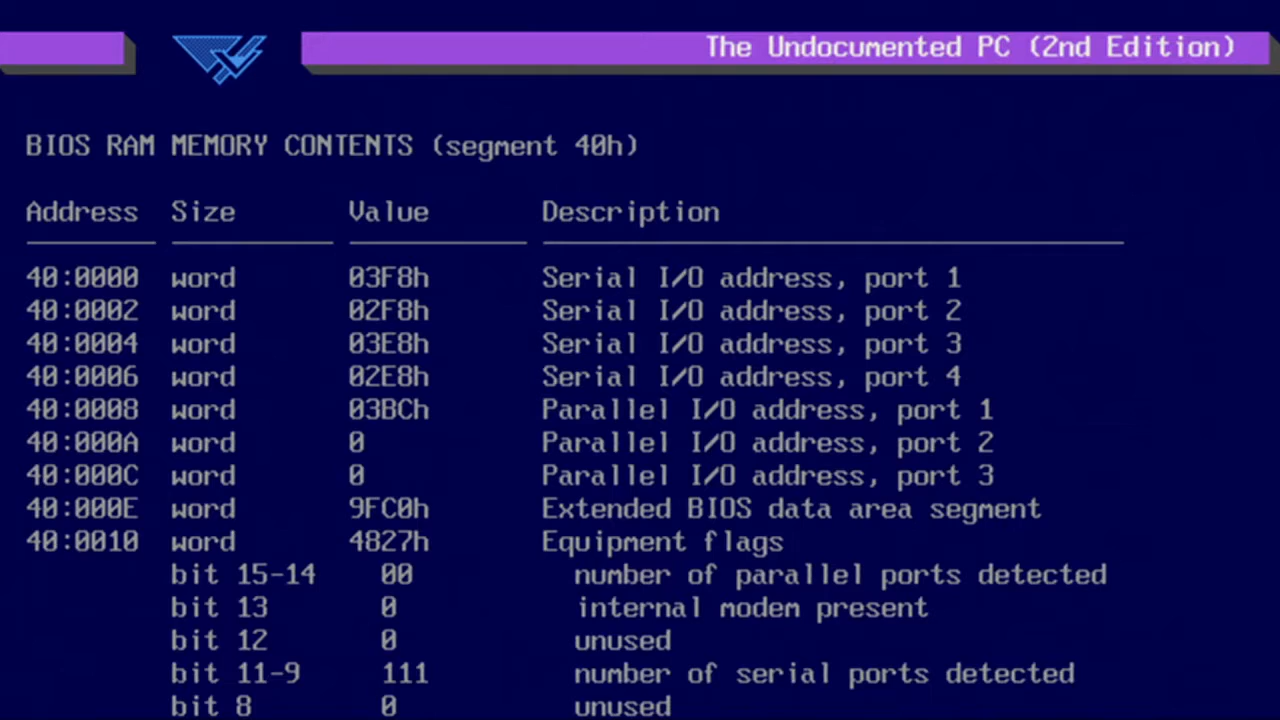 The Undocumented PC (2nd Edition)
BIOS RAM MEMORY CONTENTS (segment 40h)
Address Size Value Description
40:0000 word 03F8h Serial I/O address, port 1
40:0002 word 02F8h Serial I/O address, port 2
40:0004 word 03E8h Serial I/O address, port 3
40:0006 word 02E8h Serial I/O address, port 4
40:0008 word 03BCh Parallel I/O address, port 1
40:000A word 0 Parallel I/O address, port 2
40:000C word 0 Parallel I/O address, port 3
40:000E word 9FC0h Extended BIOS data area segment
40:0010 word 4827h Equipment flags
bit 15-14 00 number of parallel ports detected
bit 13 0 internal modem present
bit 12 0 unused
bit 11-9 111 number of serial ports detected
bit 8 0 unused